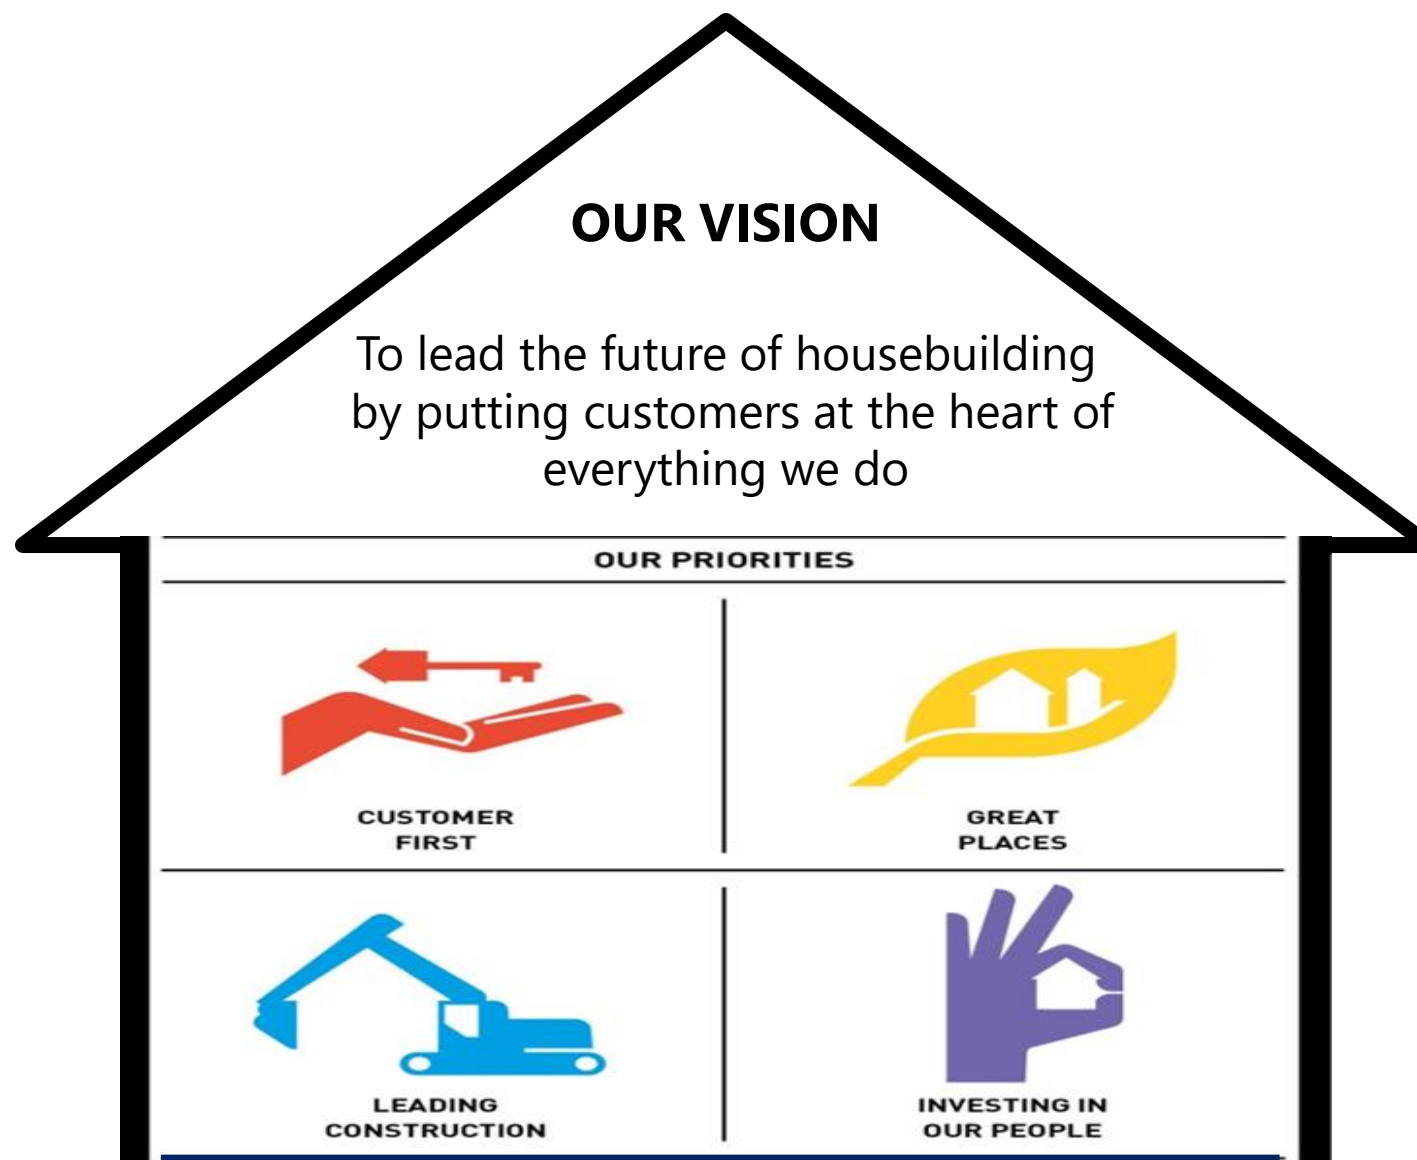 OUR VISION
To lead the future of housebuilding
by putting customers at the heart of
everything we do
OUR PRIORITIES
CUSTOMER
FIRST
GREAT
PLACES
LEADING
CONSTRUCTION
INVESTING IN
OUR PEOPLE